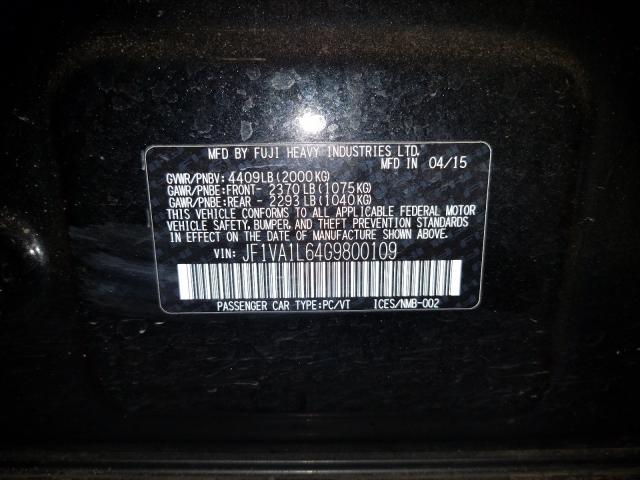 MFD BY FUJI HEAVY INDUSTRIES LTD.
MFD IN 04/15
GVWR/PNBV: 4409LB(2000KG)
GAWR/PNBE:FRONT- 2370LB(1075KG)
GAWR/PNBE:REAR - 2293LB(1040KG)
THIS VEHICLE CONFORMS TO ALL APPLICABLE FEDERAL MOTOR
VEHICLE SAFETY, BUMPER, AND THEFT PREVENTION STANDARDS
IN EFFECT ON THE DATE OF MANUFACTURE SHOWN ABOVE.
VIN: JF1VA1L64G9800109
PASSENGER CAR TYPE:PC/VT ICES/NMB-002